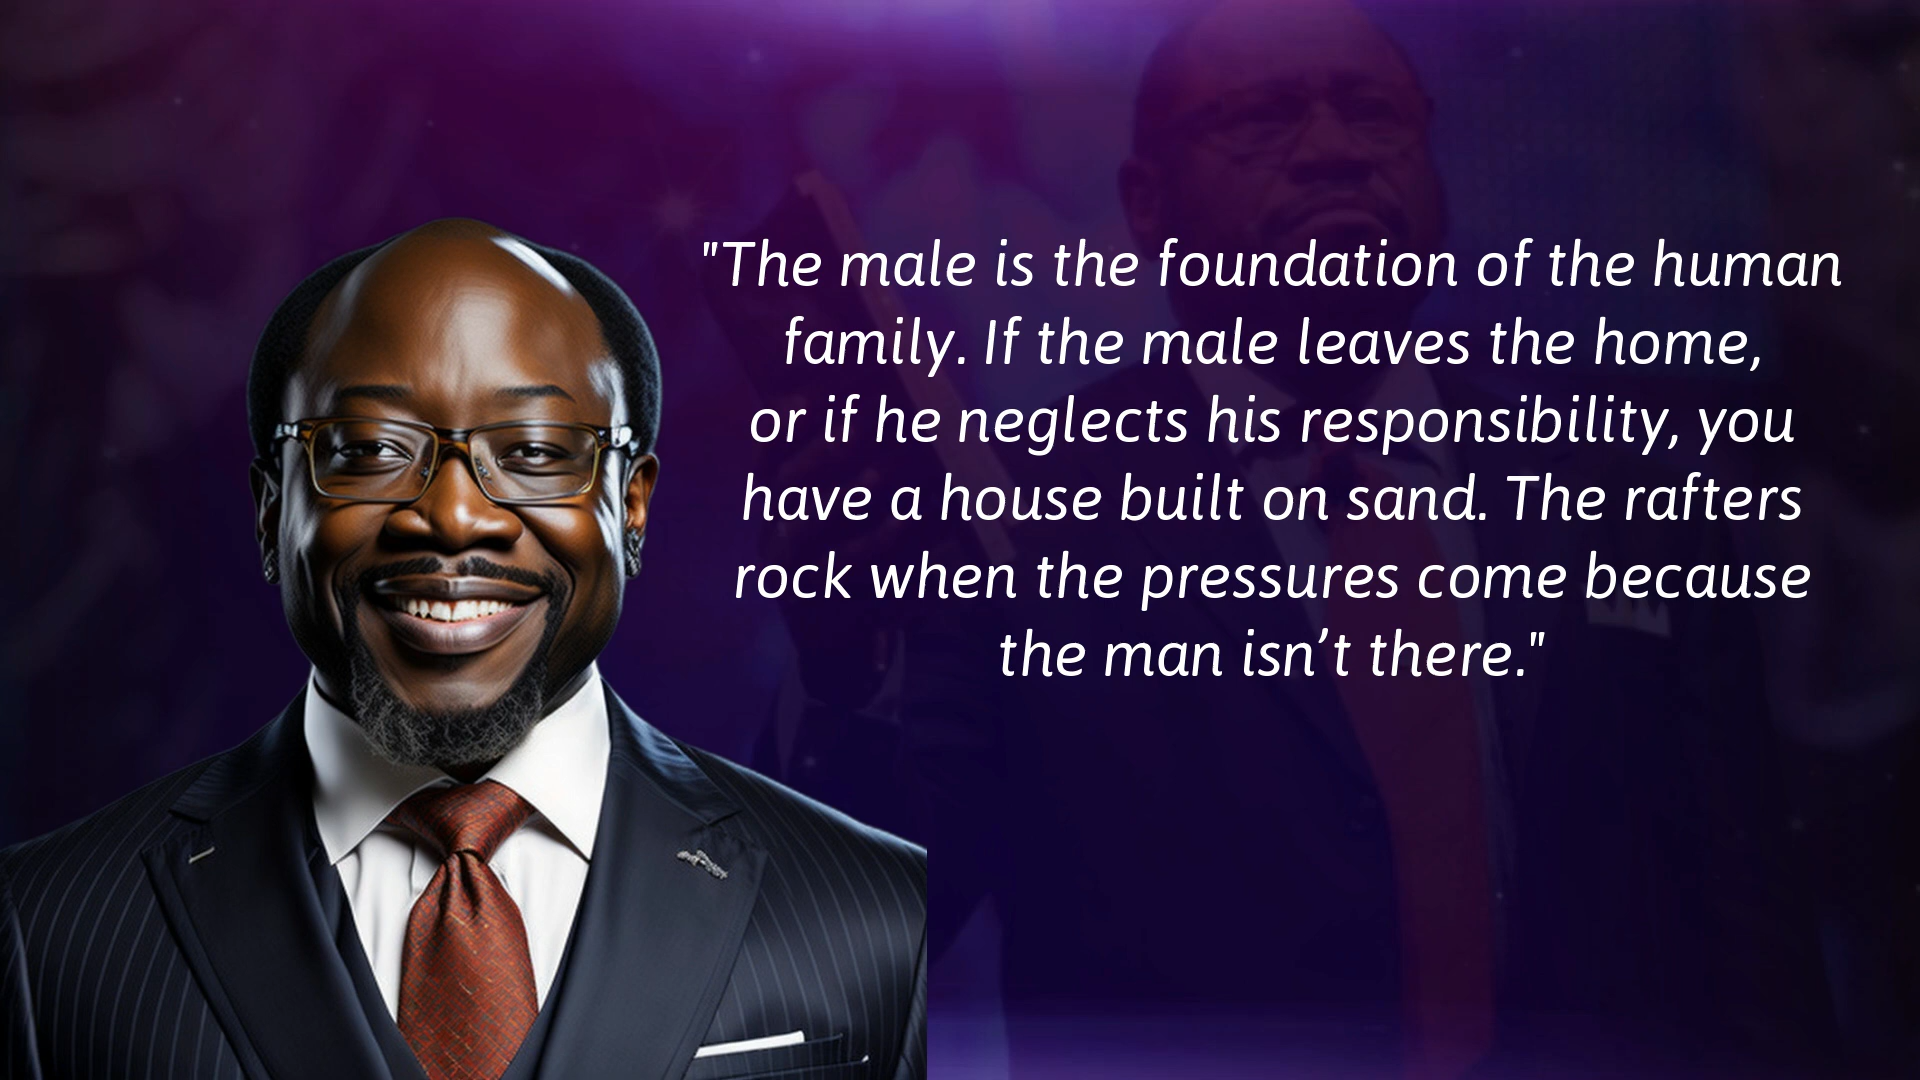 "The male is the foundation of the human
family. If the male leaves the home,
or if he neglects his responsibility, you
have a house built on sand. The rafters
rock when the pressures come because
the man isn’t there."